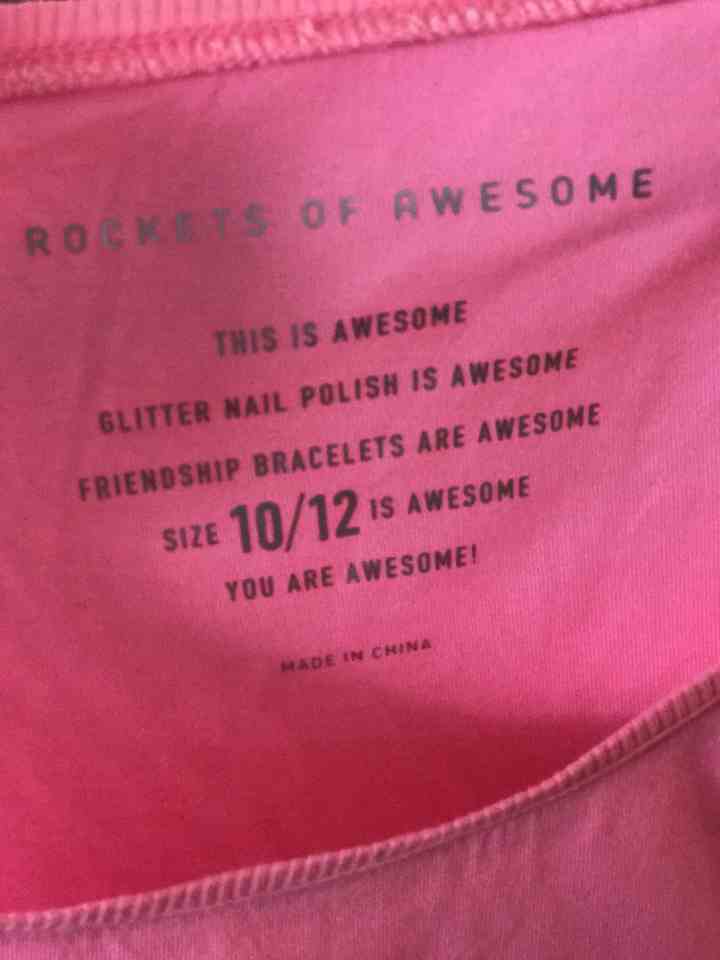 ROCKETS OF AWESOME
THIS IS AWESOME
GLITTER NAIL POLISH IS AWESOME
FRIENDSHIP BRACELETS ARE AWESOME
SIZE 10/12 IS AWESOME
YOU ARE AWESOME!
MADE IN CHINA